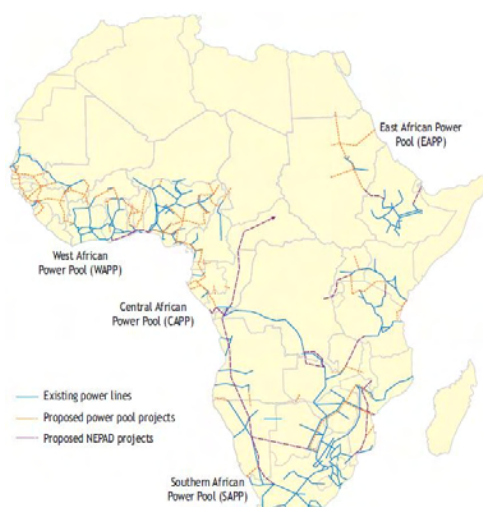 East African Power
Pool (EAPP)
West African
Power Pool (WAPP)
Central African
Power Pool (CAPP)
Existing power lines
Proposed power pool projects
Proposed NEPAD projects
Southern African
Power Pool (SAPP)